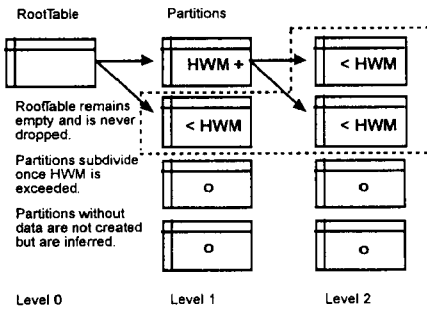 RootTable
Partitions
HWM +
< HWM
< HWM
< HWM
RootTable remains
empty and is never
dropped.
Partitions subdivide
once HWM is
exceeded.
o
o
Partitions without
data are not created
but are inferred.
o
o
Level 0
Level 1
Level 2